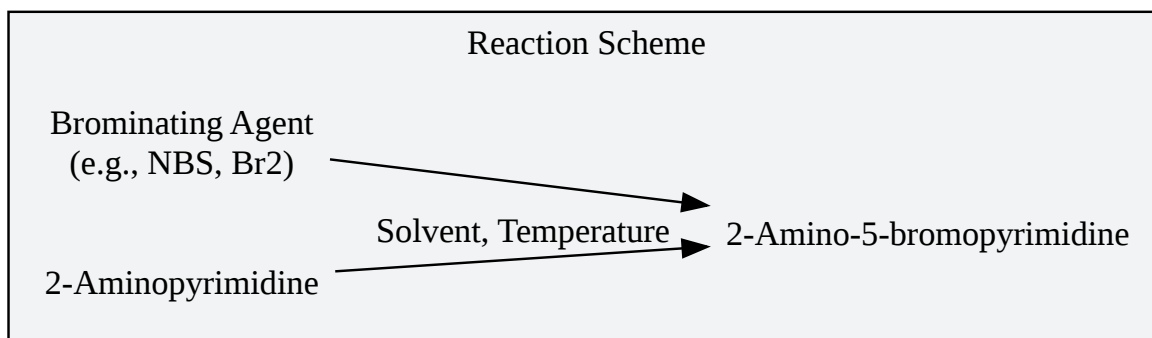 Reaction Scheme
Brominating Agent
(e.g., NBS, Br2)
Solvent, Temperature
2-Amino-5-bromopyrimidine
2-Aminopyrimidine